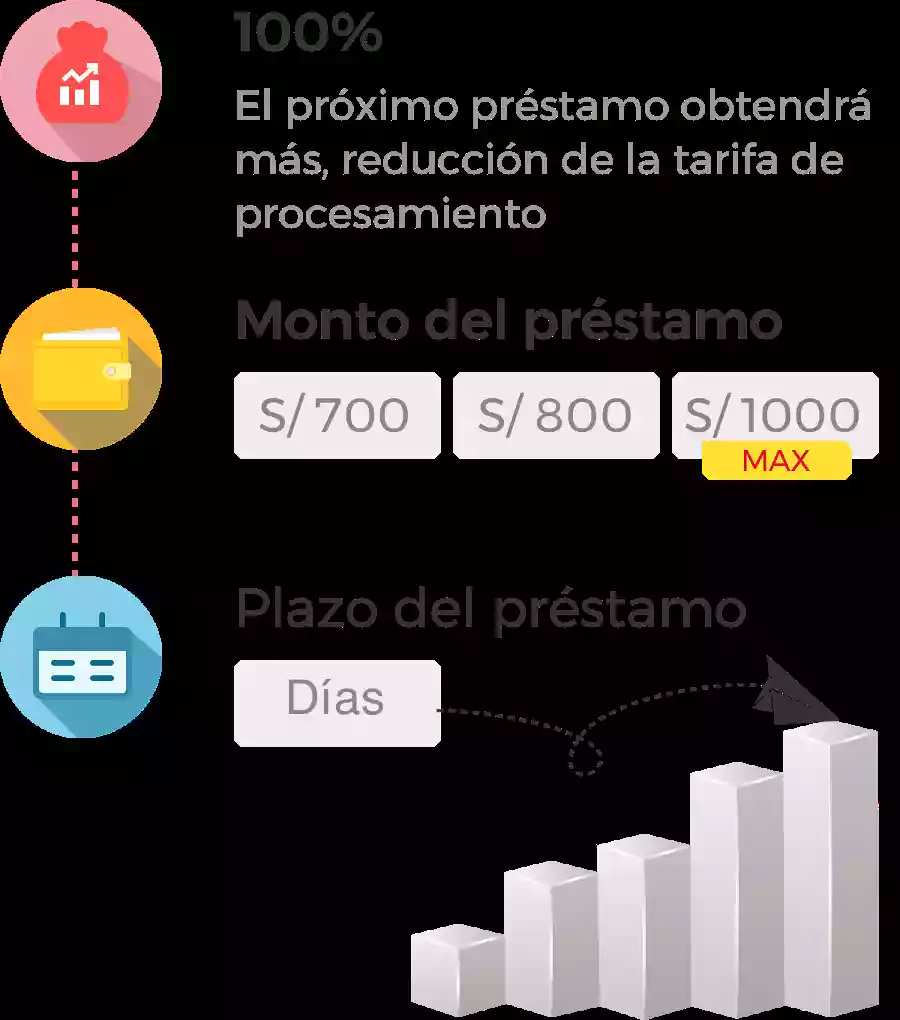 100%
El próximo préstamo obtendrá
más, reducción de la tarifa de
procesamiento
Monto del préstamo
S/ 700 S/ 800 S/ 1000
MAX
Plazo del préstamo
Días